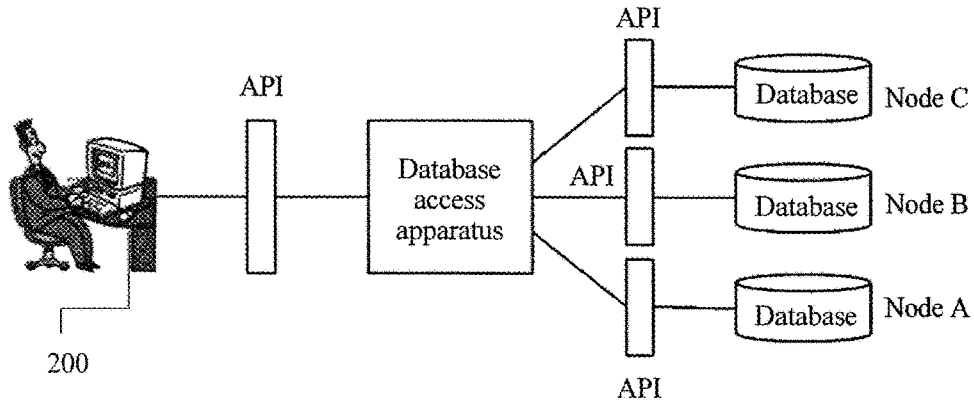 API
API
Database
Node C
Database
access
apparatus
API
Database
Node B
Database
Node A
200
API